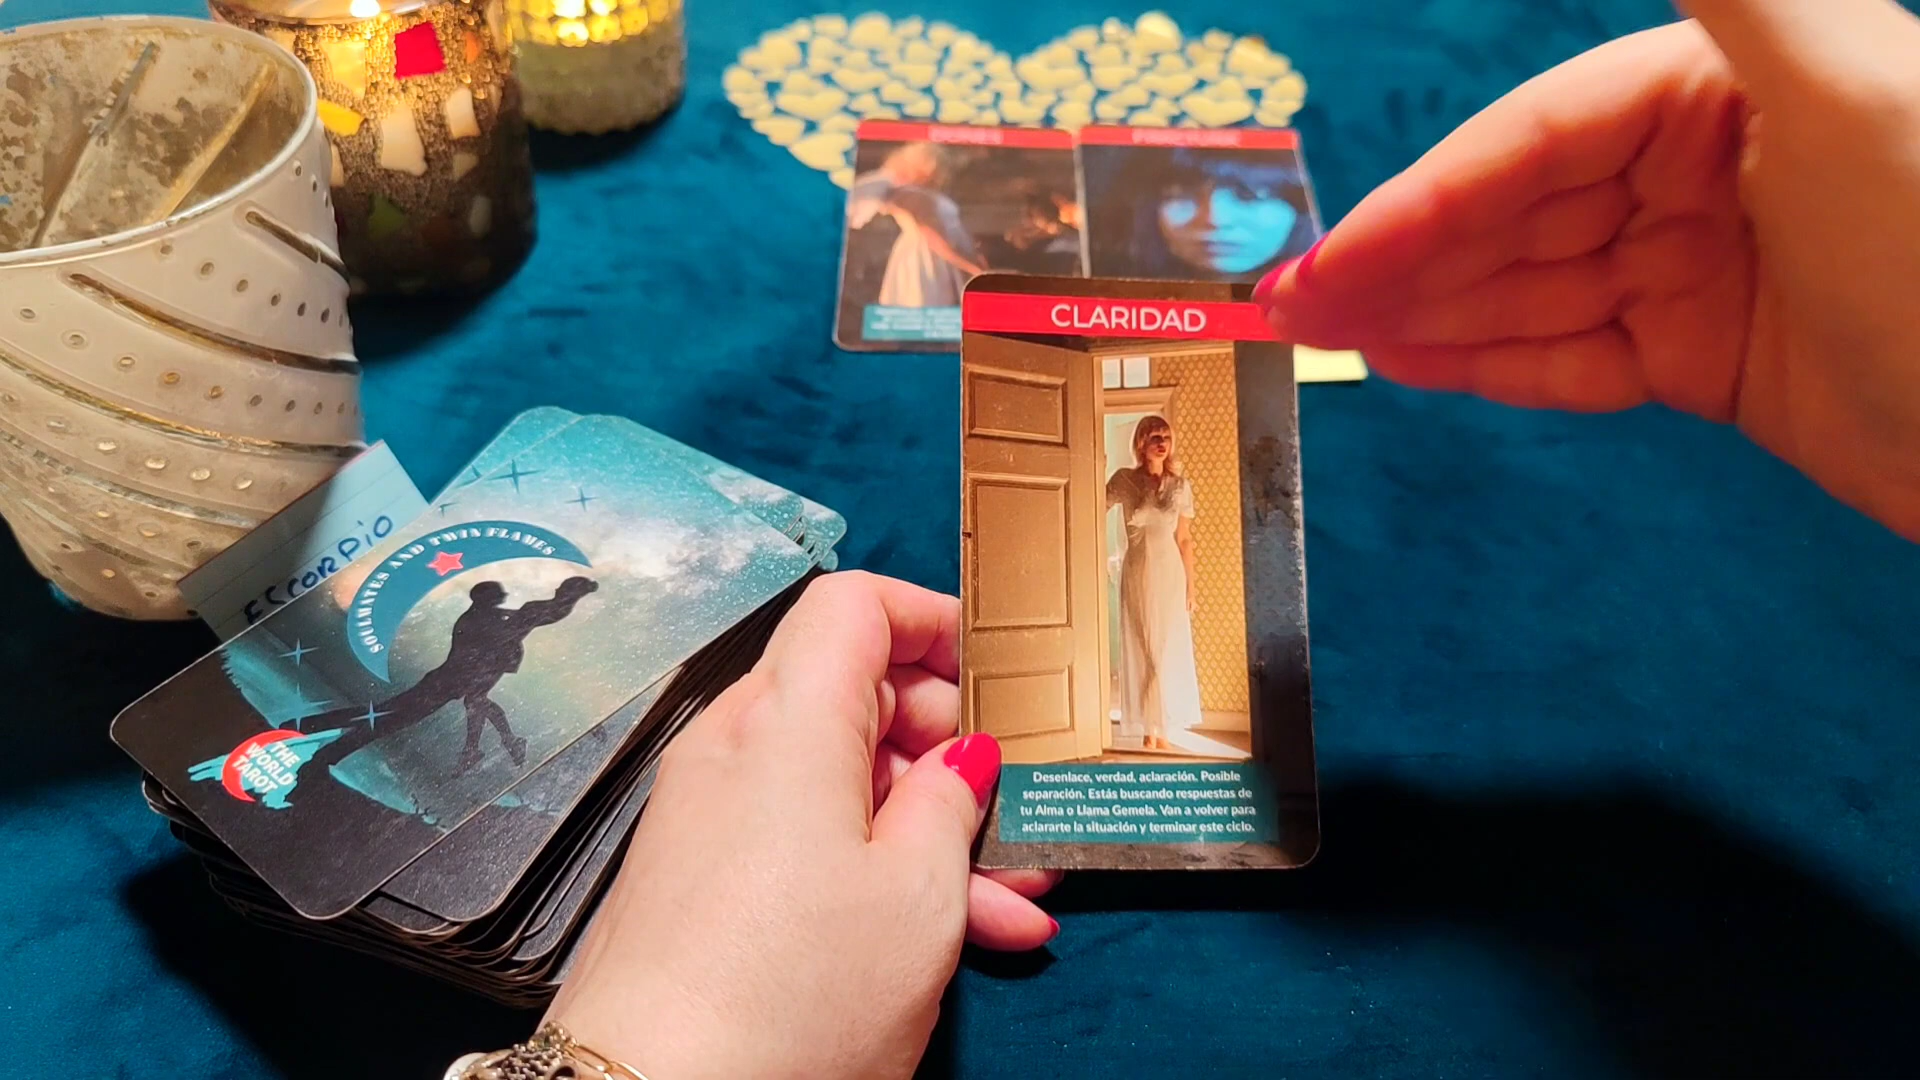 CLARIDAD
Desenlace, verdad, aclaración. Posible
separación. Estás buscando respuestas de
tu Alma o Llama Gemela. Van a volver para
aclararte la situación y terminar este ciclo.
ESCORPIO
SOULMATES AND TWIN FLAMES
THE
WORLD
TAROT